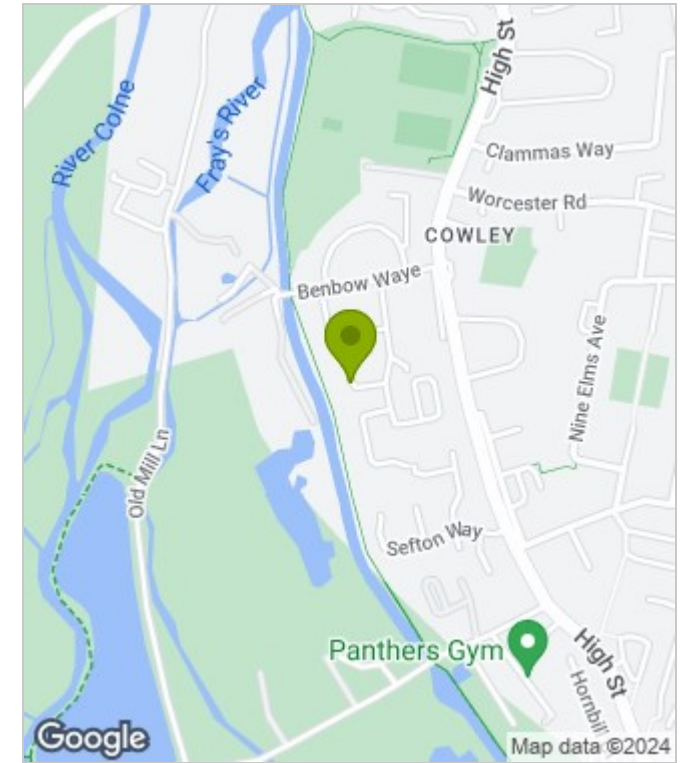 High St
River Colne
Fray's River
Clammas Way
Worcester Rd
COWLEY
Benbow Waye
Nine Elms Ave
Old Mill Ln
Sefton Way
Panthers Gym
High St
Hornbill
Google
Map data ©2024